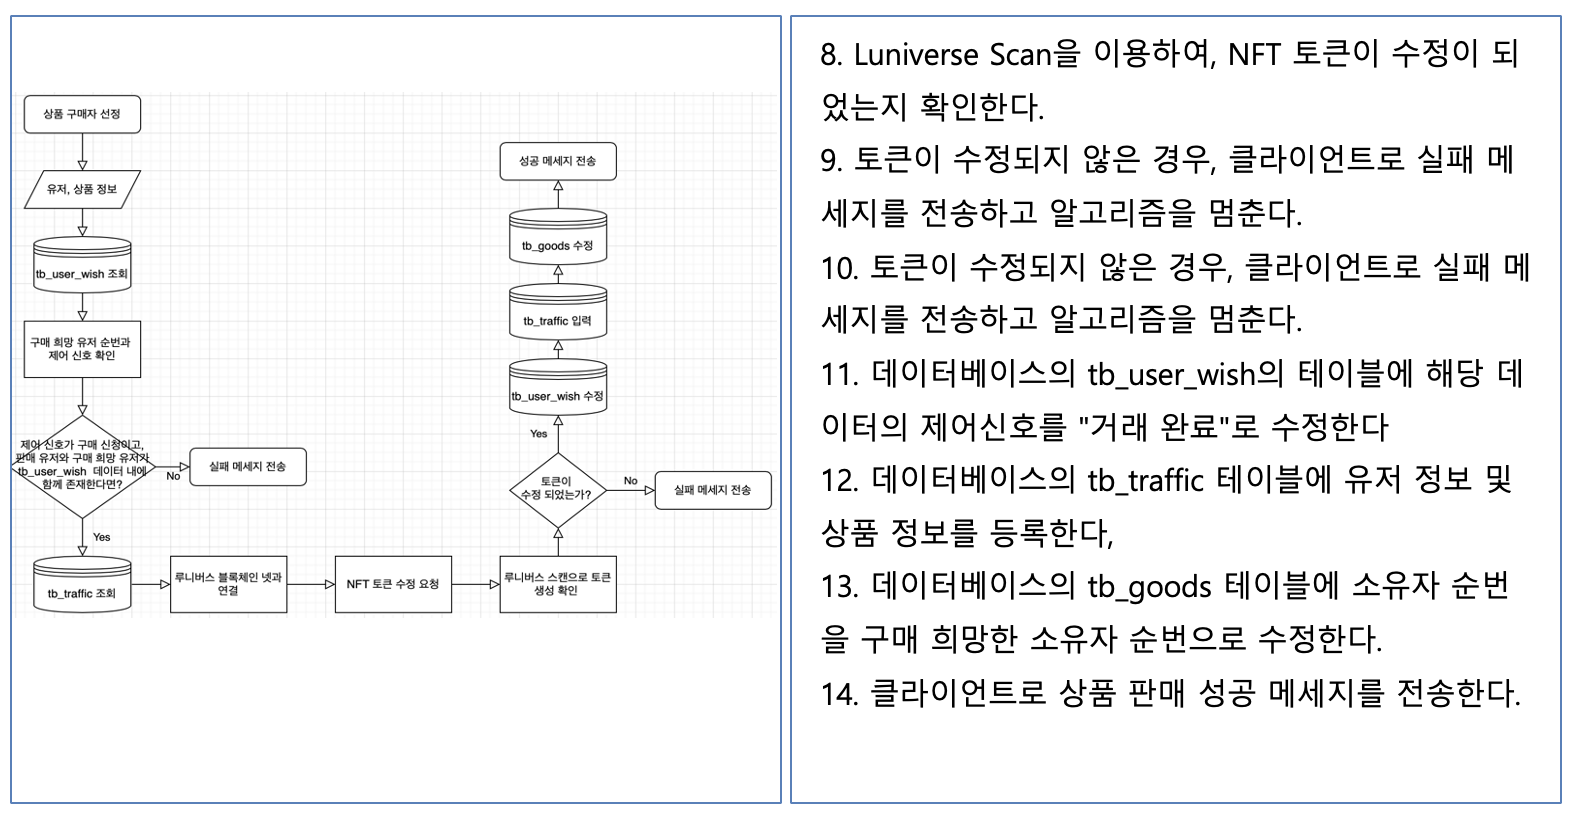 상품 구매자 선정
유저, 상품 정보
tb_user_wish 조회
구매 희망 유저 순번과
제어 신호 확인
제어 신호가 구매 신청이고,
판매 유저와 구매 희망 유저가
tb_user_wish 데이터 내에
함께 존재한다면?
No
실패 메세지 전송
Yes
tb_traffic 조회
루니버스 블록체인 넷과
연결
NFT 토큰 수정 요청
루니버스 스캔으로 토큰
생성 확인
토큰이
수정 되었는가?
No
실패 메세지 전송
Yes
tb_user_wish 수정
tb_traffic 입력
tb_goods 수정
성공 메세지 전송
8. Luniverse Scan을 이용하여, NFT 토큰이 수정이 되
었는지 확인한다.
9. 토큰이 수정되지 않은 경우, 클라이언트로 실패 메
세지를 전송하고 알고리즘을 멈춘다.
10. 토큰이 수정되지 않은 경우, 클라이언트로 실패 메
세지를 전송하고 알고리즘을 멈춘다.
11. 데이터베이스의 tb_user_wish의 테이블에 해당 데
이터의 제어신호를 "거래 완료"로 수정한다
12. 데이터베이스의 tb_traffic 테이블에 유저 정보 및
상품 정보를 등록한다,
13. 데이터베이스의 tb_goods 테이블에 소유자 순번
을 구매 희망한 소유자 순번으로 수정한다.
14. 클라이언트로 상품 판매 성공 메세지를 전송한다.